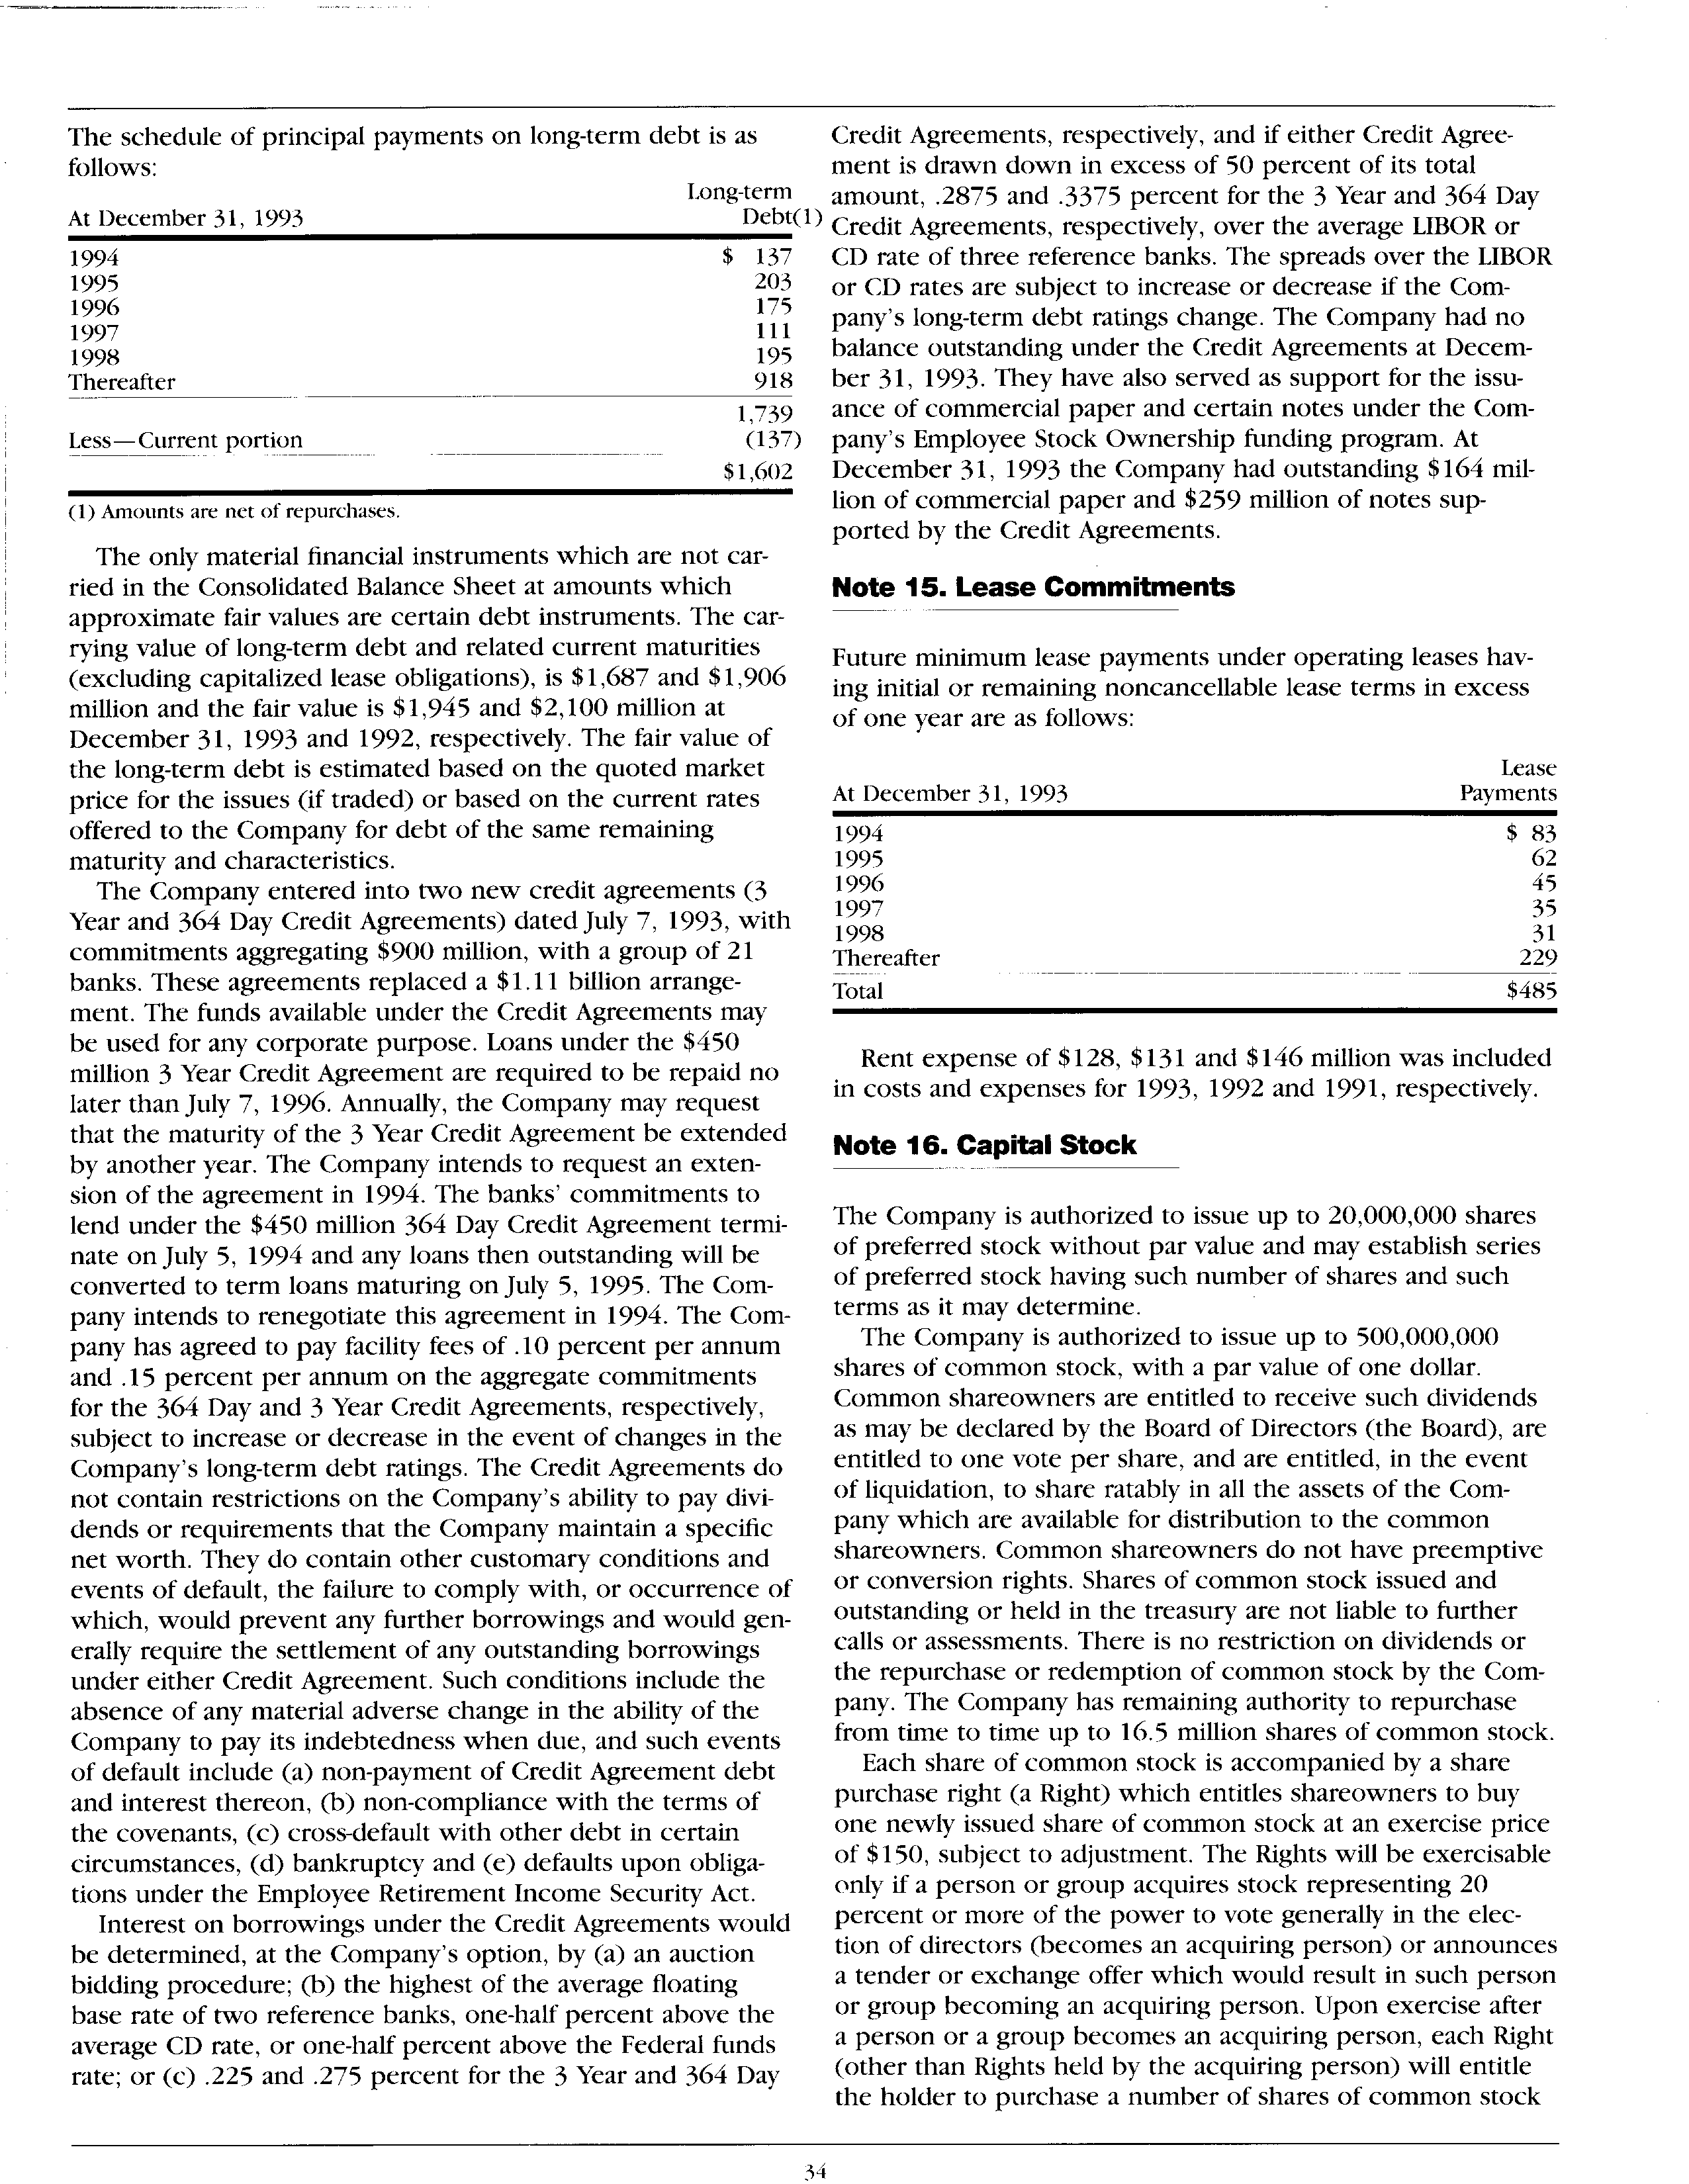 The schedule of principal payments on long-term debt is as
follows:
Long-term
At December 31, 1993 Debt(1)
1994 $ 137
1995 203
1996 175
1997 111
1998 195
Thereafter 918
1,739
Less—Current portion (137)
$1,602
(1) Amounts are net of repurchases.
The only material financial instruments which are not car-
ried in the Consolidated Balance Sheet at amounts which
approximate fair values are certain debt instruments. The car-
rying value of long-term debt and related current maturities
(excluding capitalized lease obligations), is $1,687 and $1,906
million and the fair value is $1,945 and $2,100 million at
December 31, 1993 and 1992, respectively. The fair value of
the long-term debt is estimated based on the quoted market
price for the issues (if traded) or based on the current rates
offered to the Company for debt of the same remaining
maturity and characteristics.
The Company entered into two new credit agreements (3
Year and 364 Day Credit Agreements) dated July 7, 1993, with
commitments aggregating $900 million, with a group of 21
banks. These agreements replaced a $1.11 billion arrange-
ment. The funds available under the Credit Agreements may
be used for any corporate purpose. Loans under the $450
million 3 Year Credit Agreement are required to be repaid no
later than July 7, 1996. Annually, the Company may request
that the maturity of the 3 Year Credit Agreement be extended
by another year. The Company intends to request an exten-
sion of the agreement in 1994. The banks' commitments to
lend under the $450 million 364 Day Credit Agreement termi-
nate on July 5, 1994 and any loans then outstanding will be
converted to term loans maturing on July 5, 1995. The Com-
pany intends to renegotiate this agreement in 1994. The Com-
pany has agreed to pay facility fees of .10 percent per annum
and .15 percent per annum on the aggregate commitments
for the 364 Day and 3 Year Credit Agreements, respectively,
subject to increase or decrease in the event of changes in the
Company's long-term debt ratings. The Credit Agreements do
not contain restrictions on the Company's ability to pay divi-
dends or requirements that the Company maintain a specific
net worth. They do contain other customary conditions and
events of default, the failure to comply with, or occurrence of
which, would prevent any further borrowings and would gen-
erally require the settlement of any outstanding borrowings
under either Credit Agreement. Such conditions include the
absence of any material adverse change in the ability of the
Company to pay its indebtedness when due, and such events
of default include (a) non-payment of Credit Agreement debt
and interest thereon, (b) non-compliance with the terms of
the covenants, (c) cross-default with other debt in certain
circumstances, (d) bankruptcy and (e) defaults upon obliga-
tions under the Employee Retirement Income Security Act.
Interest on borrowings under the Credit Agreements would
be determined, at the Company's option, by (a) an auction
bidding procedure; (b) the highest of the average floating
base rate of two reference banks, one-half percent above the
average CD rate, or one-half percent above the Federal funds
rate; or (c) .225 and .275 percent for the 3 Year and 364 Day
Credit Agreements, respectively, and if either Credit Agree-
ment is drawn down in excess of 50 percent of its total
amount, .2875 and .3375 percent for the 3 Year and 364 Day
Credit Agreements, respectively, over the average LIBOR or
CD rate of three reference banks. The spreads over the LIBOR
or CD rates are subject to increase or decrease if the Com-
pany's long-term debt ratings change. The Company had no
balance outstanding under the Credit Agreements at Decem-
ber 31, 1993. They have also served as support for the issu-
ance of commercial paper and certain notes under the Com-
pany's Employee Stock Ownership funding program. At
December 31, 1993 the Company had outstanding $164 mil-
lion of commercial paper and $259 million of notes sup-
ported by the Credit Agreements.
Note 15. Lease Commitments
Future minimum lease payments under operating leases hav-
ing initial or remaining noncancellable lease terms in excess
of one year are as follows:
Lease
At December 31, 1993 Payments
1994 $ 83
1995 62
1996 45
1997 35
1998 31
Thereafter 229
Total $485
Rent expense of $128, $131 and $146 million was included
in costs and expenses for 1993, 1992 and 1991, respectively.
Note 16. Capital Stock
The Company is authorized to issue up to 20,000,000 shares
of preferred stock without par value and may establish series
of preferred stock having such number of shares and such
terms as it may determine.
The Company is authorized to issue up to 500,000,000
shares of common stock, with a par value of one dollar.
Common shareowners are entitled to receive such dividends
as may be declared by the Board of Directors (the Board), are
entitled to one vote per share, and are entitled, in the event
of liquidation, to share ratably in all the assets of the Com-
pany which are available for distribution to the common
shareowners. Common shareowners do not have preemptive
or conversion rights. Shares of common stock issued and
outstanding or held in the treasury are not liable to further
calls or assessments. There is no restriction on dividends or
the repurchase or redemption of common stock by the Com-
pany. The Company has remaining authority to repurchase
from time to time up to 16.5 million shares of common stock.
Each share of common stock is accompanied by a share
purchase right (a Right) which entitles shareowners to buy
one newly issued share of common stock at an exercise price
of $150, subject to adjustment. The Rights will be exercisable
only if a person or group acquires stock representing 20
percent or more of the power to vote generally in the elec-
tion of directors (becomes an acquiring person) or announces
a tender or exchange offer which would result in such person
or group becoming an acquiring person. Upon exercise after
a person or a group becomes an acquiring person, each Right
(other than Rights held by the acquiring person) will entitle
the holder to purchase a number of shares of common stock
34